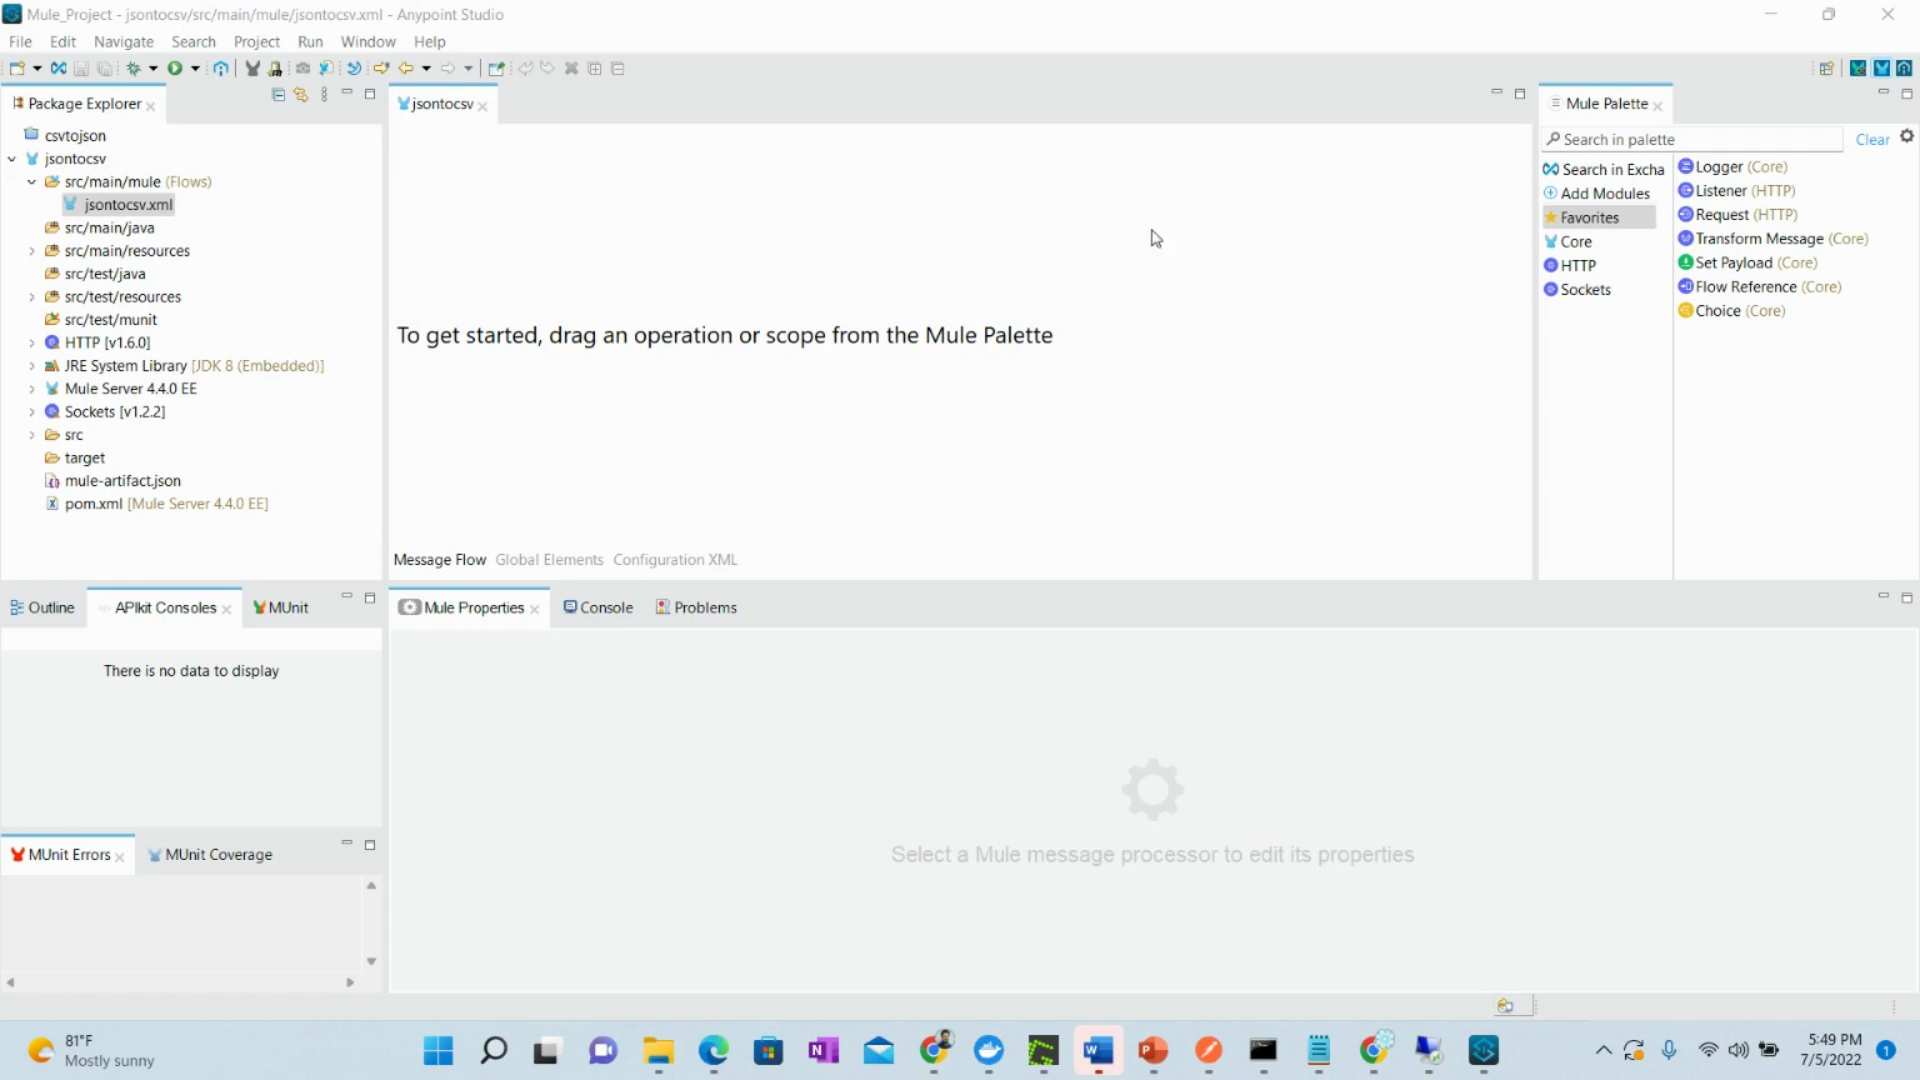 Mule_Project - jsontocsv/src/main/mule/jsontocsv.xml - Anypoint Studio
File Edit Navigate Search Project Run Window Help
Package Explorer
csvtojson
jsontocsv
src/main/mule (Flows)
jsontocsv.xml
src/main/java
src/main/resources
src/test/java
src/test/resources
src/test/munit
HTTP [v1.6.0]
JRE System Library [JDK 8 (Embedded)]
Mule Server 4.4.0 EE
Sockets [v1.2.2]
src
target
mule-artifact.json
pom.xml [Mule Server 4.4.0 EE]
jsontocsv
To get started, drag an operation or scope from the Mule Palette
Message Flow Global Elements Configuration XML
Mule Palette
Search in palette Clear
Search in Excha
Add Modules
Favorites
Core
HTTP
Sockets
Logger (Core)
Listener (HTTP)
Request (HTTP)
Transform Message (Core)
Set Payload (Core)
Flow Reference (Core)
Choice (Core)
Outline APIkit Consoles MUnit
There is no data to display
MUnit Errors MUnit Coverage
Mule Properties Console Problems
Select a Mule message processor to edit its properties
81°F
Mostly sunny
5:49 PM
7/5/2022
1